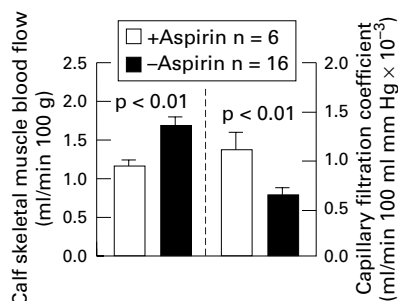 +Aspirin n = 6
−Aspirin n = 16
Calf skeletal muscle blood flow
(ml/min 100 g)
2.5
2.0
1.5
1.0
0.5
0.0
p < 0.01
p < 0.01
2.0
1.5
1.0
0.5
0.0
Capillary filtration coefficient
(ml/min 100 ml mm Hg × 10⁻³)